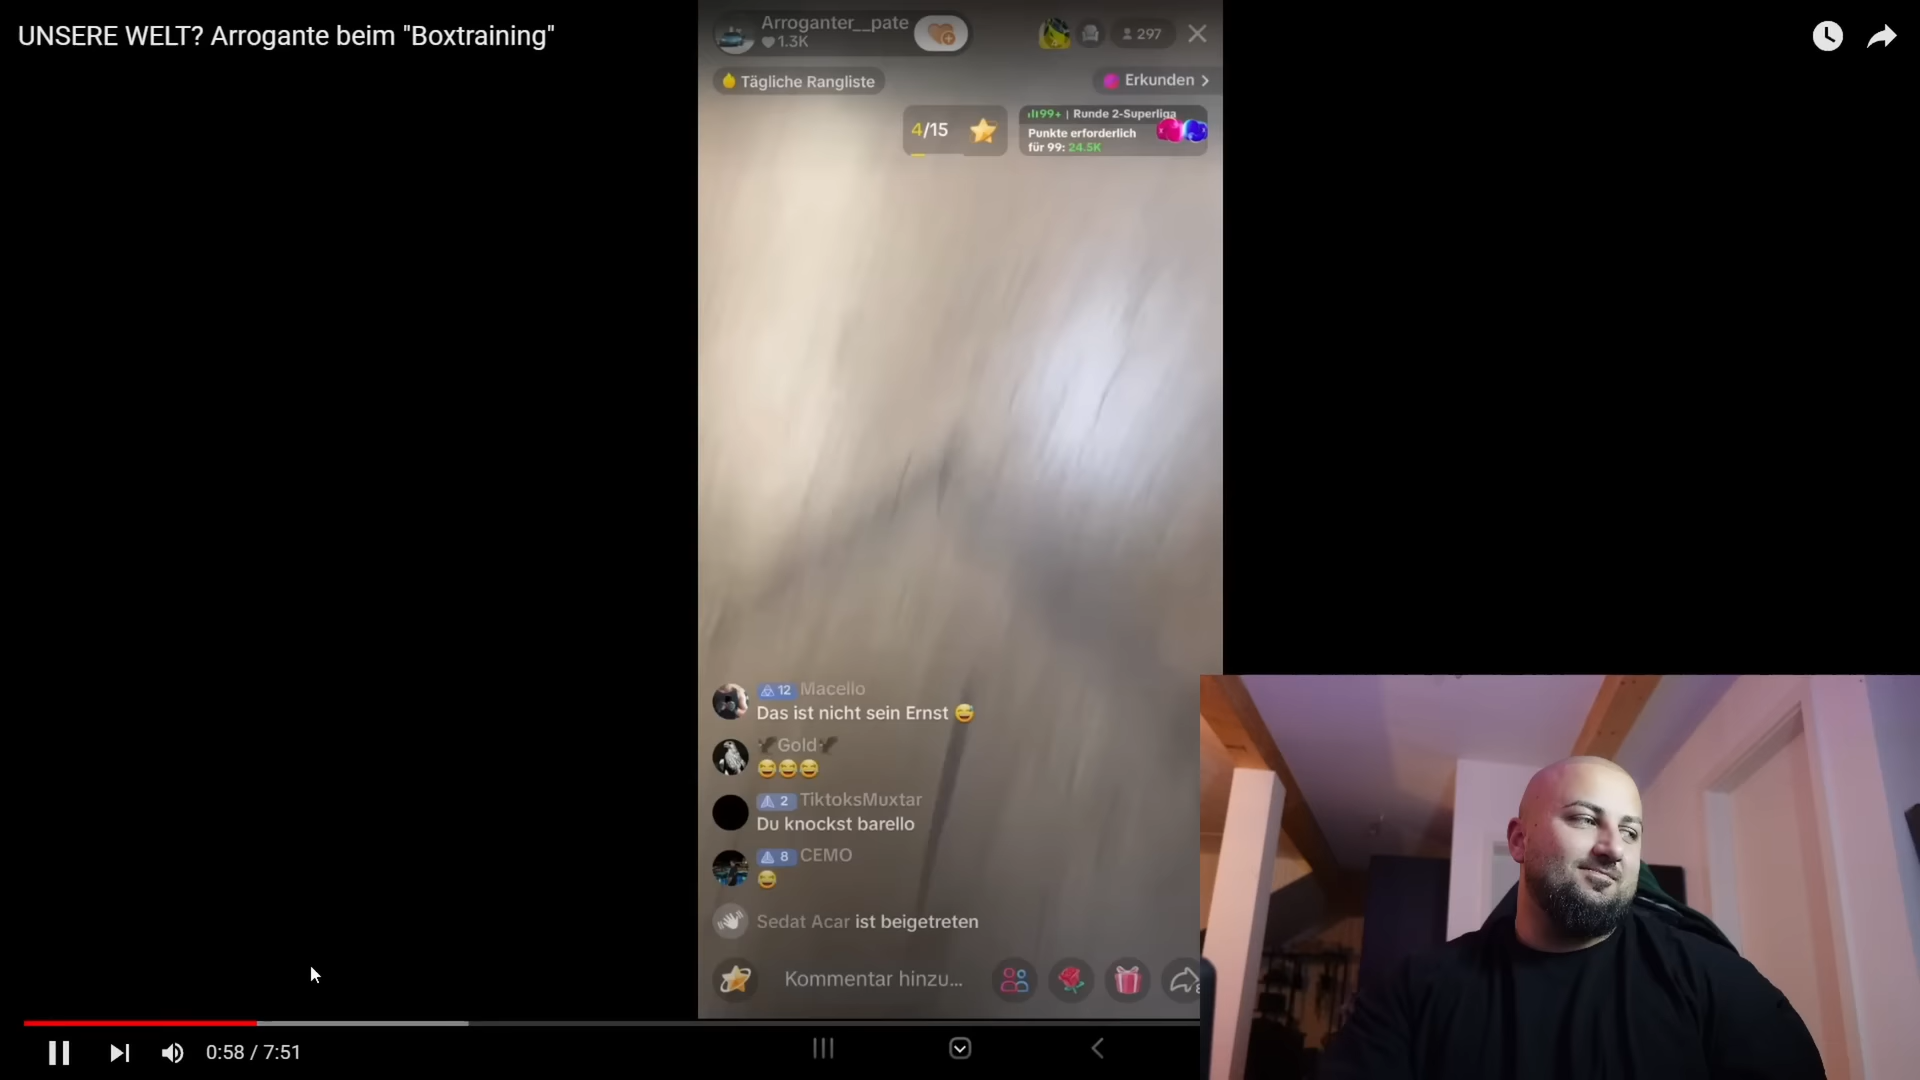 UNSERE WELT? Arrogante beim "Boxtraining"
Arroganter__pate
1.3K
297
Tägliche Rangliste
Erkunden
4/15
99+ | Runde 2-Superliga
Punkte erforderlich
für 99: 24.5K
12 Macello
Das ist nicht sein Ernst 😅
Gold
😂😂😂
2 TiktoksMuxtar
Du knockst barello
8 CEMO
😂
Sedat Acar ist beigetreten
Kommentar hinzu...
0:58 / 7:51